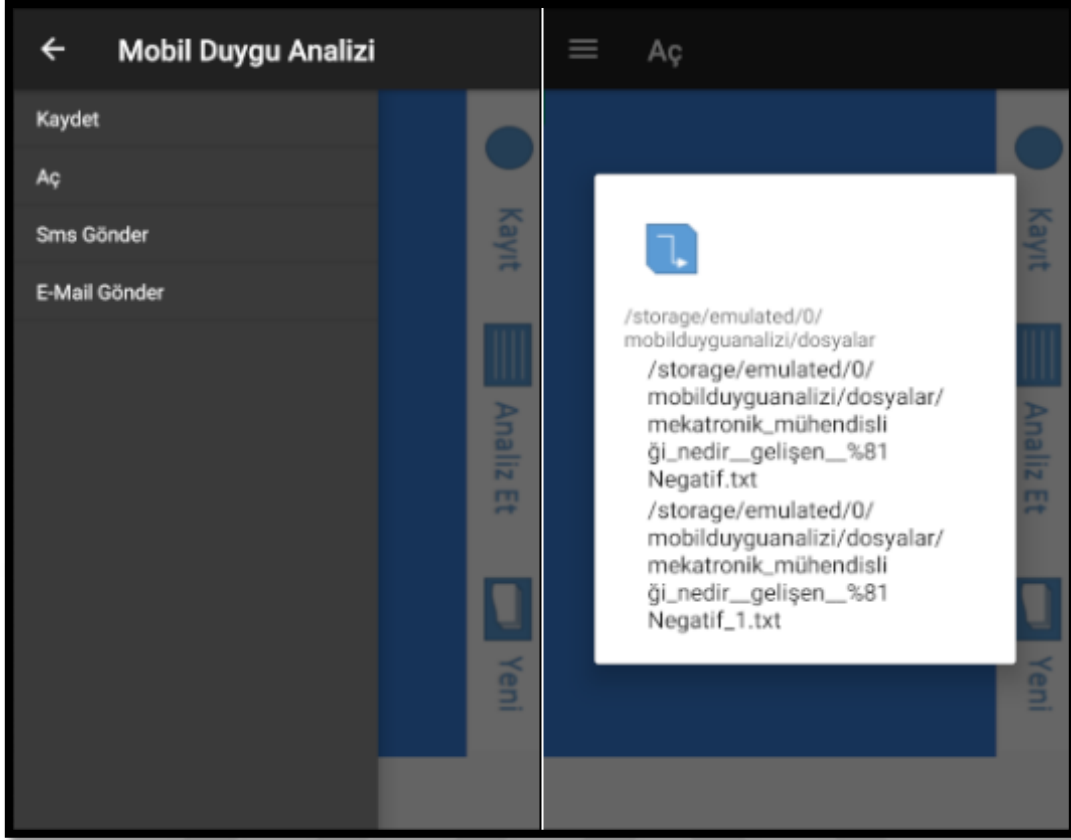 Mobil Duygu Analizi
Kaydet
Aç
Sms Gönder
E-Mail Gönder
Kayıt
Analiz Et
Yeni
Aç
/storage/emulated/0/
mobilduyguanalizi/dosyalar
/storage/emulated/0/
mobilduyguanalizi/dosyalar/
mekatronik_mühendisli
ği_nedir__gelişen__%81
Negatif.txt
/storage/emulated/0/
mobilduyguanalizi/dosyalar/
mekatronik_mühendisli
ği_nedir__gelişen__%81
Negatif_1.txt
Kayıt
Analiz Et
Yeni